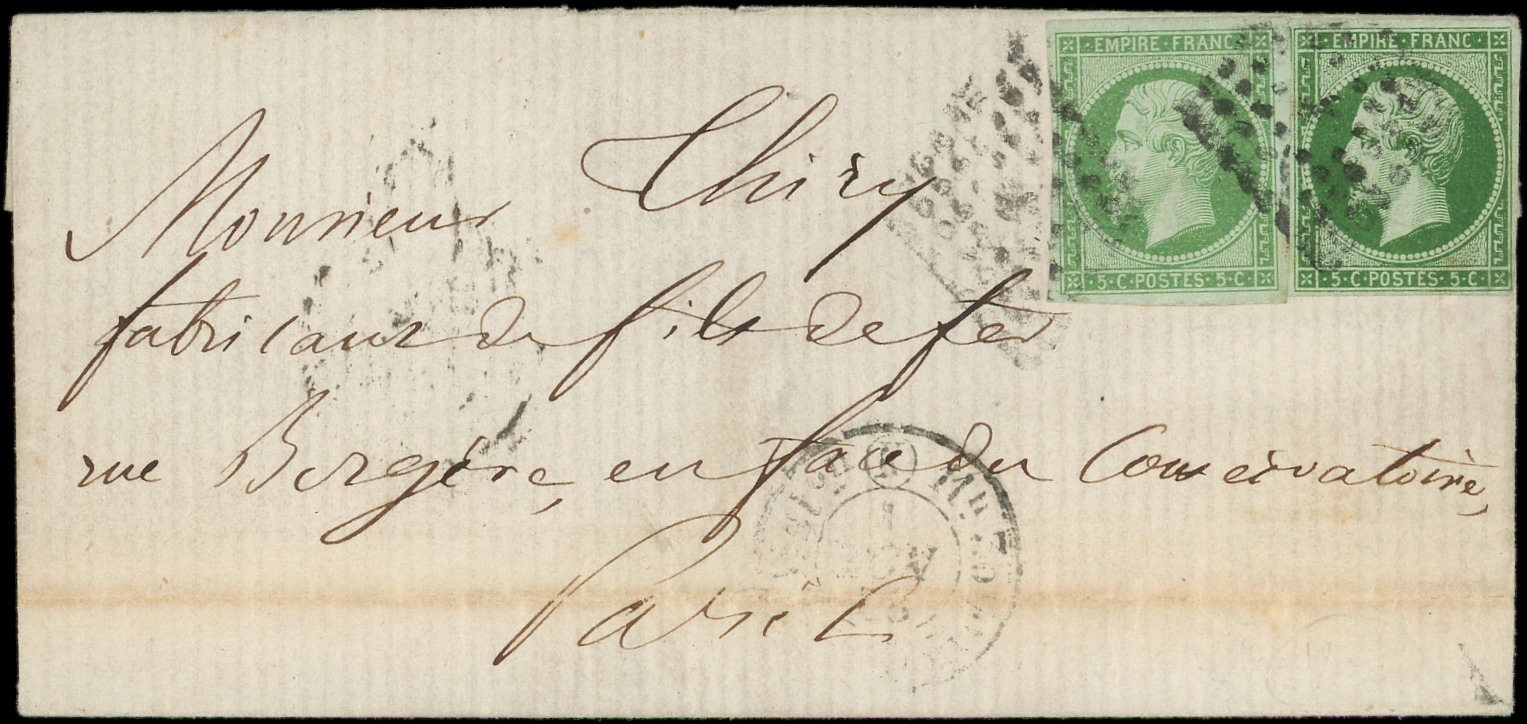 EMPIRE · FRANC ·
· EMPIRE · FRANC ·
· 5 · C · POSTES · 5 · C ·
· 5 · C · POSTES · 5 · C ·
Monsieur Thiry
fabricant de fils de fer
rue Bergère, en face du Conservatoire,
Paris